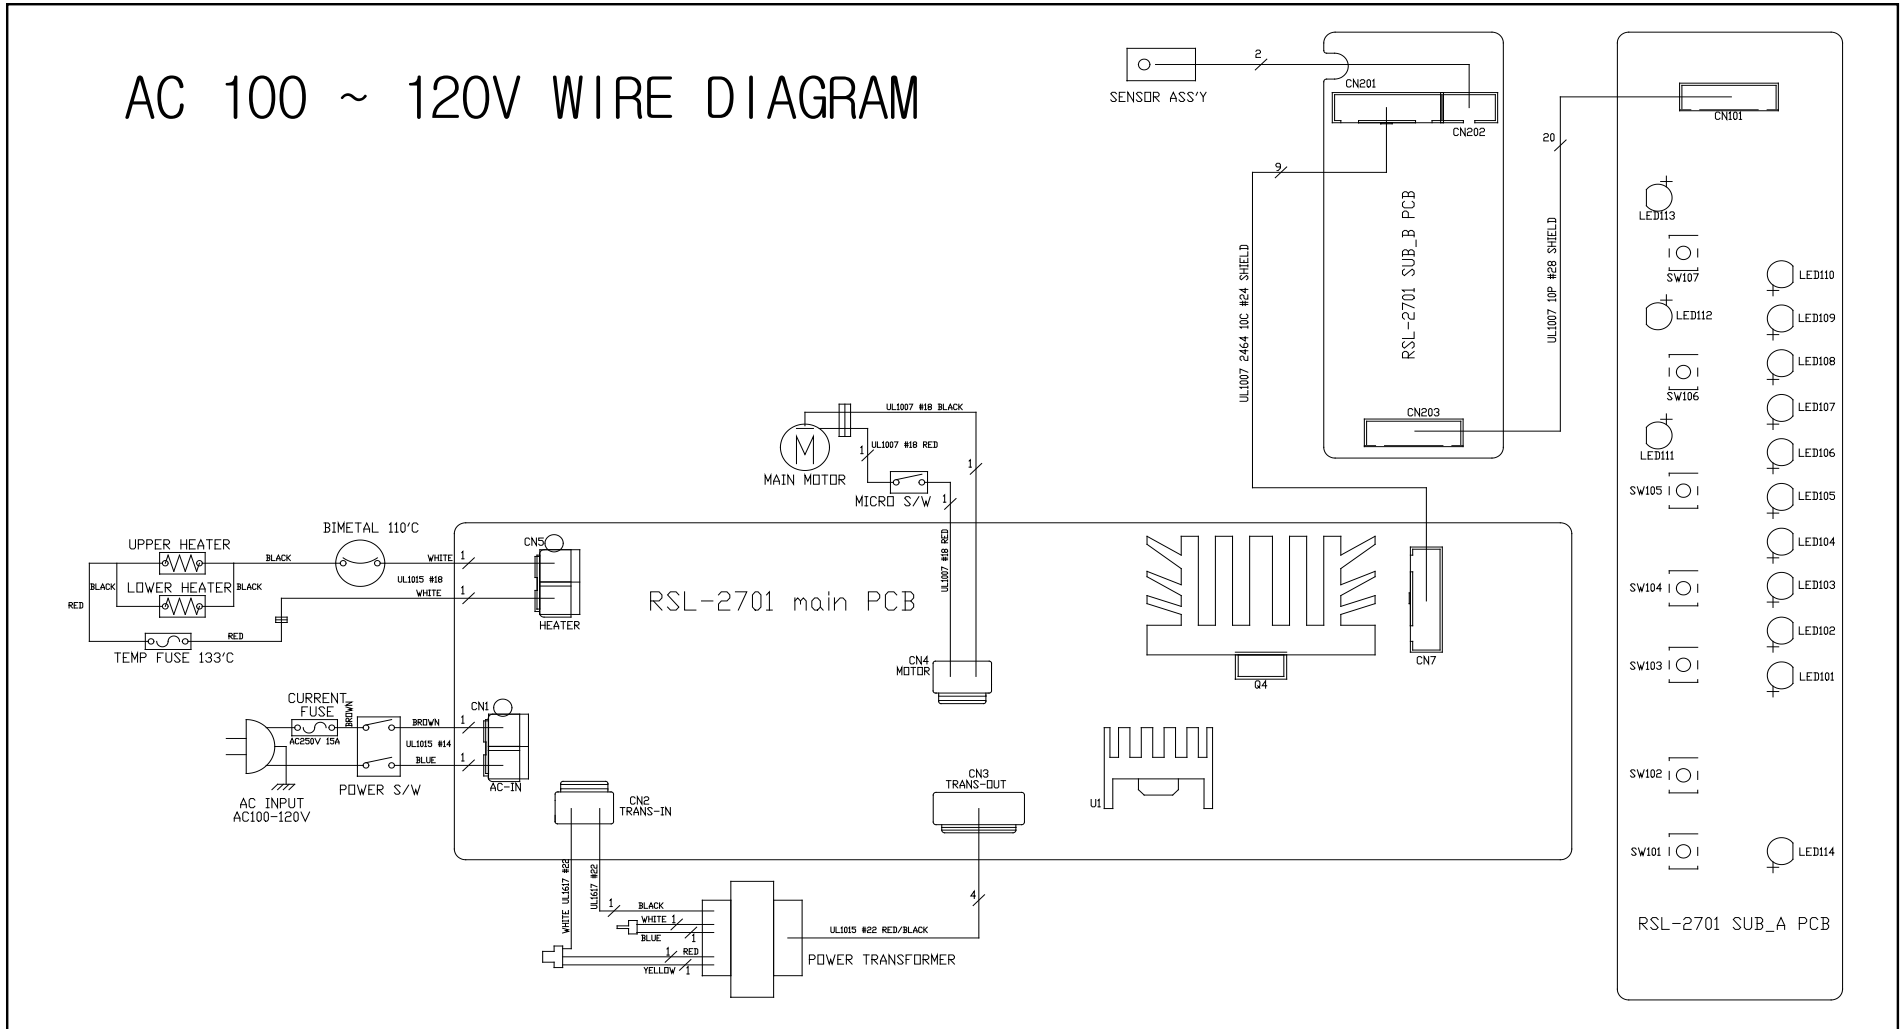 AC 100 ~ 120V WIRE DIAGRAM
SENSOR ASS'Y
2
CN201
CN202
9
UL1007 2464 10C #24 SHIELD
RSL-2701 SUB_B PCB
CN203
20
UL1007 10P #28 SHIELD
CN101
LED113
SW107
LED112
SW106
LED111
SW105
SW104
SW103
SW102
SW101
LED110
LED109
LED108
LED107
LED106
LED105
LED104
LED103
LED102
LED101
LED114
RSL-2701 SUB_A PCB
UL1007 #18 BLACK
UL1007 #18 RED
1
1
M
MAIN MOTOR
MICRO S/W
1
UL1007 #18 RED
BIMETAL 110'C
UPPER HEATER
BLACK
WHITE
1
CN5
BLACK
LOWER HEATER
BLACK
UL1015 #18
WHITE
1
RED
HEATER
RED
TEMP FUSE 133'C
RSL-2701 main PCB
CN4
MOTOR
Q4
CN7
CURRENT
FUSE
BROWN
AC250V 15A
BROWN
1
CN1
UL1015 #14
BLUE
1
AC-IN
POWER S/W
AC INPUT
AC100-120V
CN2
TRANS-IN
CN3
TRANS-OUT
U1
WHITE UL1617 #22
UL1617 #22
1
BLACK
WHITE 1
BLUE
1
1 RED
YELLOW 1
4
UL1015 #22 RED/BLACK
POWER TRANSFORMER